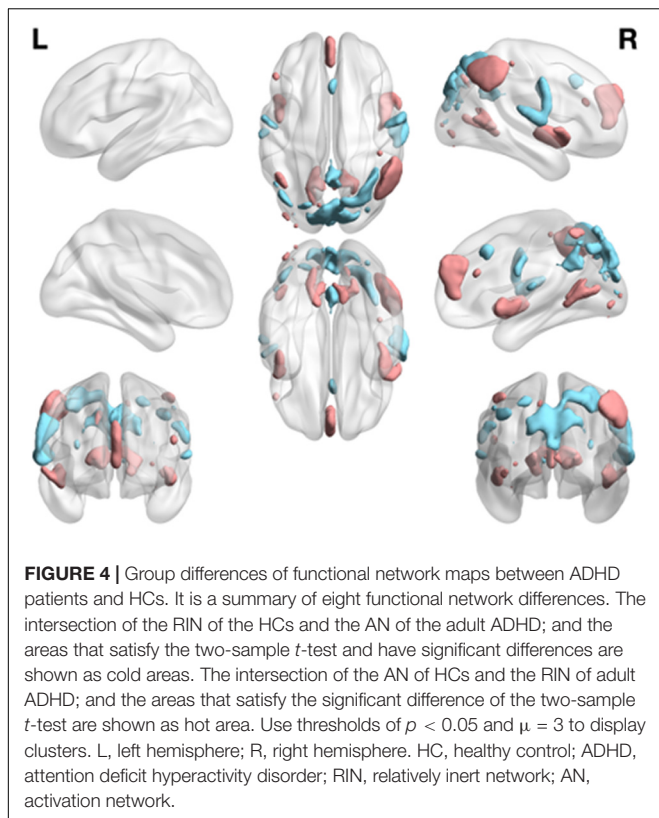 L
R
FIGURE 4 | Group differences of functional network maps between ADHD
patients and HCs. It is a summary of eight functional network differences. The
intersection of the RIN of the HCs and the AN of the adult ADHD; and the
areas that satisfy the two-sample t-test and have significant differences are
shown as cold areas. The intersection of the AN of HCs and the RIN of adult
ADHD; and the areas that satisfy the significant difference of the two-sample
t-test are shown as hot area. Use thresholds of p < 0.05 and μ = 3 to display
clusters. L, left hemisphere; R, right hemisphere. HC, healthy control; ADHD,
attention deficit hyperactivity disorder; RIN, relatively inert network; AN,
activation network.